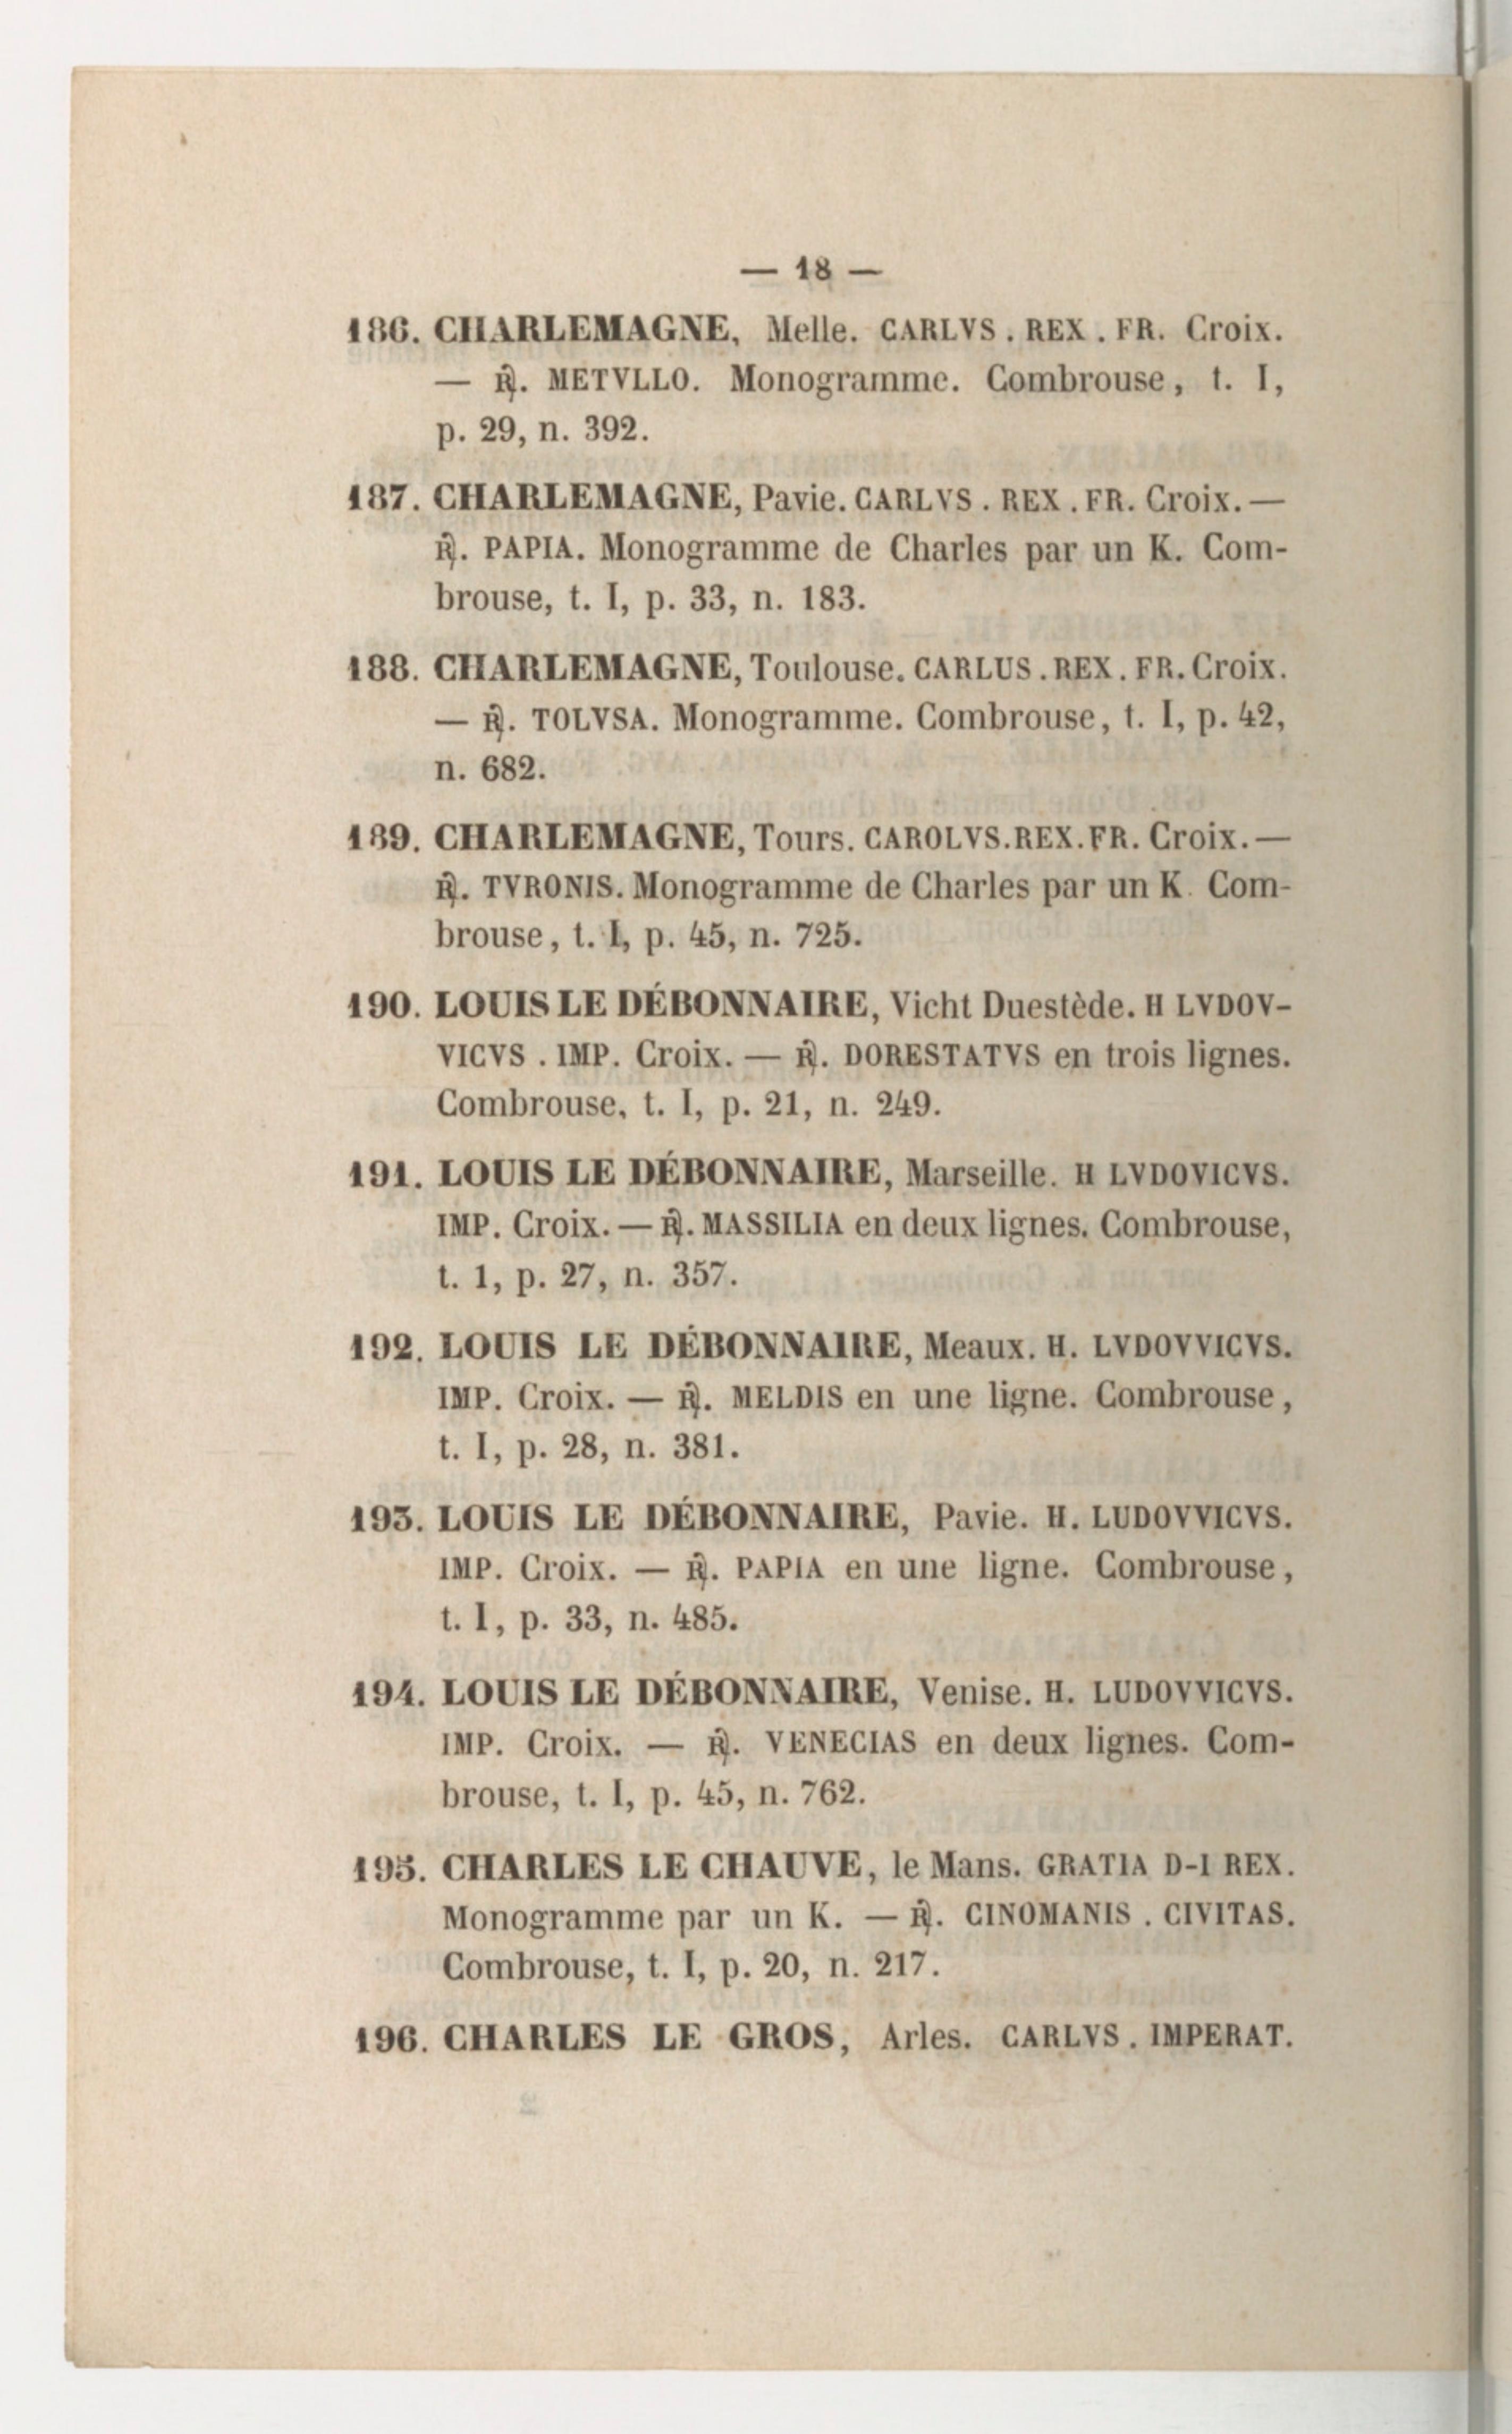 — 18 —
186. CHARLEMAGNE, Melle. CARLVS . REX . FR. Croix.
— ℟. METVLLO. Monogramme. Combrouse, t. I,
p. 29, n. 392.
187. CHARLEMAGNE, Pavie. CARLVS . REX . FR. Croix. —
℟. PAPIA. Monogramme de Charles par un K. Com-
brouse, t. I, p. 33, n. 183.
188. CHARLEMAGNE, Toulouse. CARLUS . REX . FR. Croix.
— ℟. TOLVSA. Monogramme. Combrouse, t. I, p. 42,
n. 682.
189. CHARLEMAGNE, Tours. CAROLVS.REX.FR. Croix. —
℟. TVRONIS. Monogramme de Charles par un K. Com-
brouse, t. I, p. 45, n. 725.
190. LOUIS LE DÉBONNAIRE, Vicht Duestède. H LVDOV-
VICVS . IMP. Croix. — ℟. DORESTATVS en trois lignes.
Combrouse, t. I, p. 21, n. 249.
191. LOUIS LE DÉBONNAIRE, Marseille. H LVDOVICVS.
IMP. Croix. — ℟. MASSILIA en deux lignes. Combrouse,
t. 1, p. 27, n. 357.
192. LOUIS LE DÉBONNAIRE, Meaux. H. LVDOVVICVS.
IMP. Croix. — ℟. MELDIS en une ligne. Combrouse,
t. I, p. 28, n. 381.
193. LOUIS LE DÉBONNAIRE, Pavie. H. LUDOVVICVS.
IMP. Croix. — ℟. PAPIA en une ligne. Combrouse,
t. I, p. 33, n. 485.
194. LOUIS LE DÉBONNAIRE, Venise. H. LUDOVVICVS.
IMP. Croix. — ℟. VENECIAS en deux lignes. Com-
brouse, t. I, p. 45, n. 762.
195. CHARLES LE CHAUVE, le Mans. GRATIA D-I REX.
Monogramme par un K. — ℟. CINOMANIS . CIVITAS.
Combrouse, t. I, p. 20, n. 217.
196. CHARLES LE GROS, Arles. CARLVS . IMPERAT.